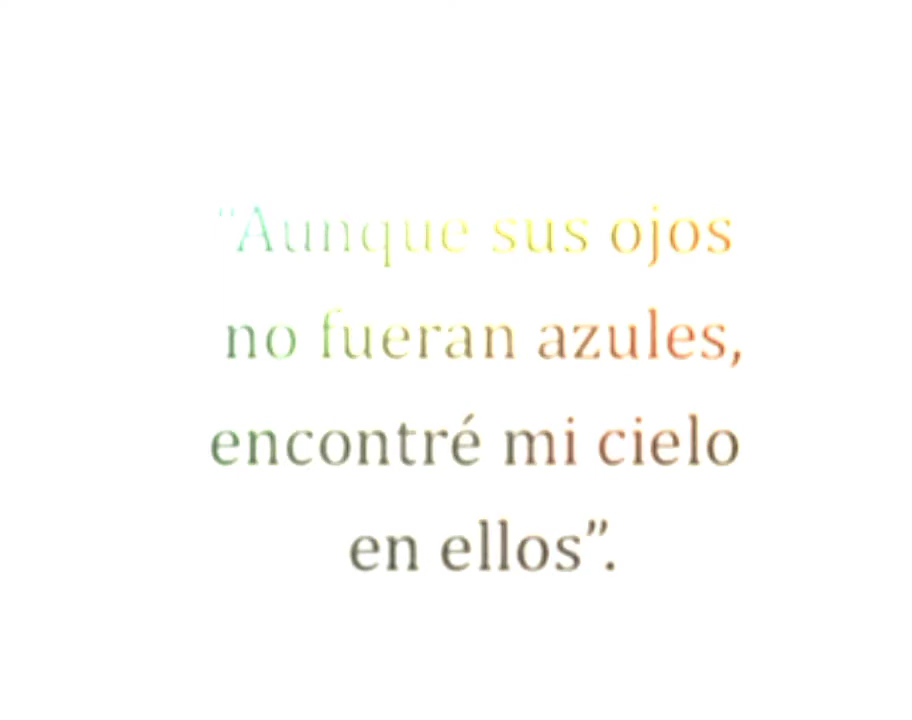 “Aunque sus ojos
no fueran azules,
encontré mi cielo
en ellos”.